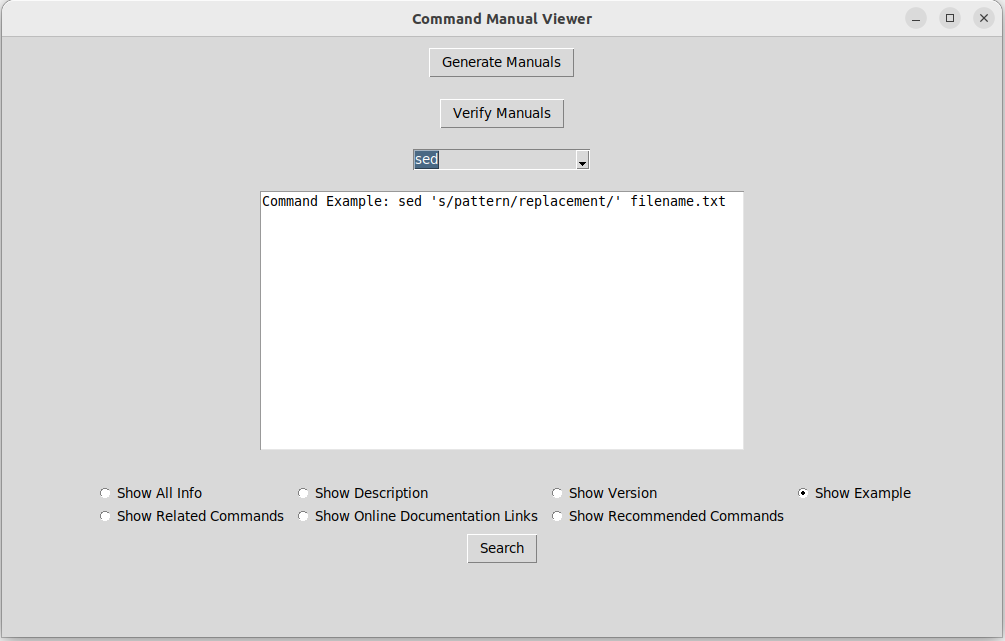 Command Manual Viewer
Generate Manuals
Verify Manuals
sed
Command Example: sed 's/pattern/replacement/' filename.txt
Show All Info Show Description Show Version Show Example
Show Related Commands Show Online Documentation Links Show Recommended Commands
Search